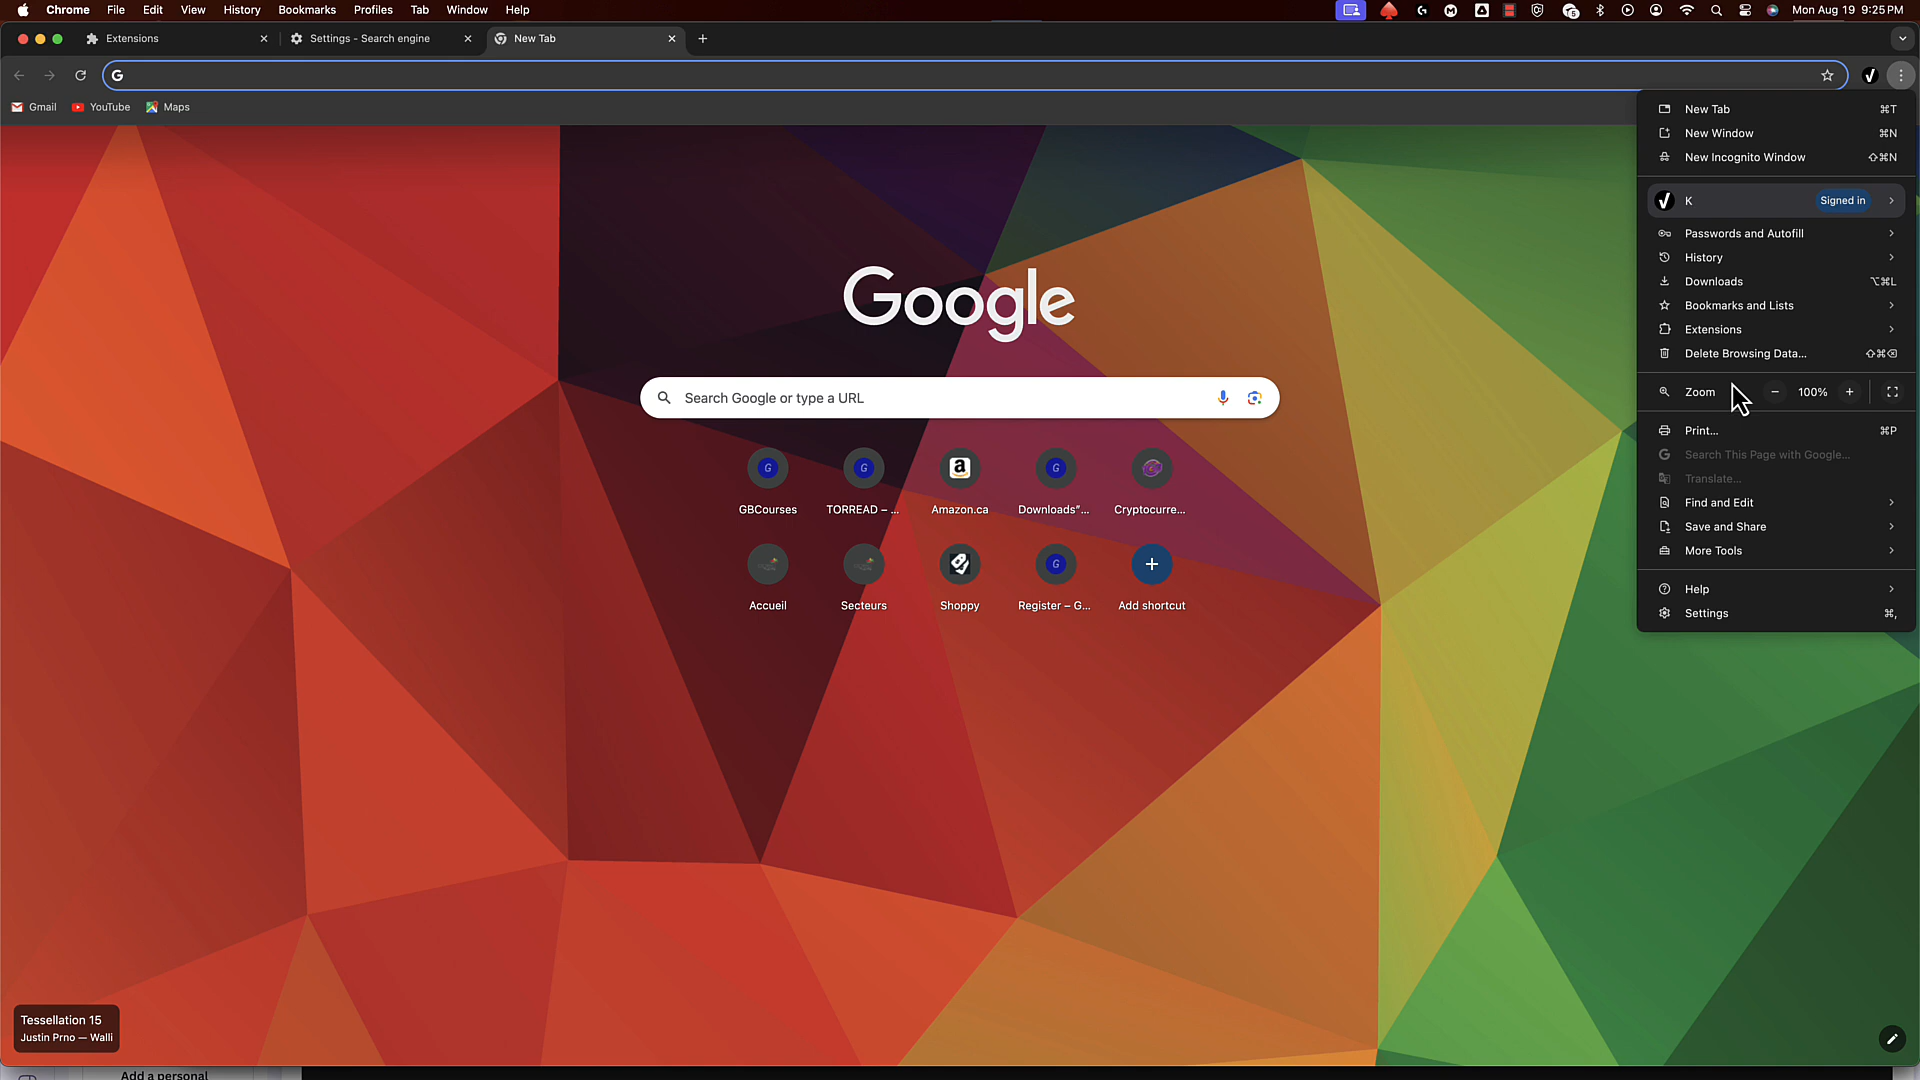 Chrome File Edit View History Bookmarks Profiles Tab Window Help
Mon Aug 19 9:25 PM
Extensions
Settings - Search engine
New Tab
Gmail
YouTube
Maps
New Tab ⌘T
New Window ⌘N
New Incognito Window ⇧⌘N
K Signed in
Passwords and Autofill
History
Downloads ⌥⌘L
Bookmarks and Lists
Extensions
Delete Browsing Data... ⇧⌘⌫
Zoom − 100% +
Print... ⌘P
Search This Page with Google...
Translate...
Find and Edit
Save and Share
More Tools
Help
Settings ⌘,
Google
Search Google or type a URL
GBCourses
TORREAD – ...
Amazon.ca
Downloads”...
Cryptocurre...
Accueil
Secteurs
Shoppy
Register – G...
Add shortcut
Tessellation 15
Justin Prno — Walli
Add a personal